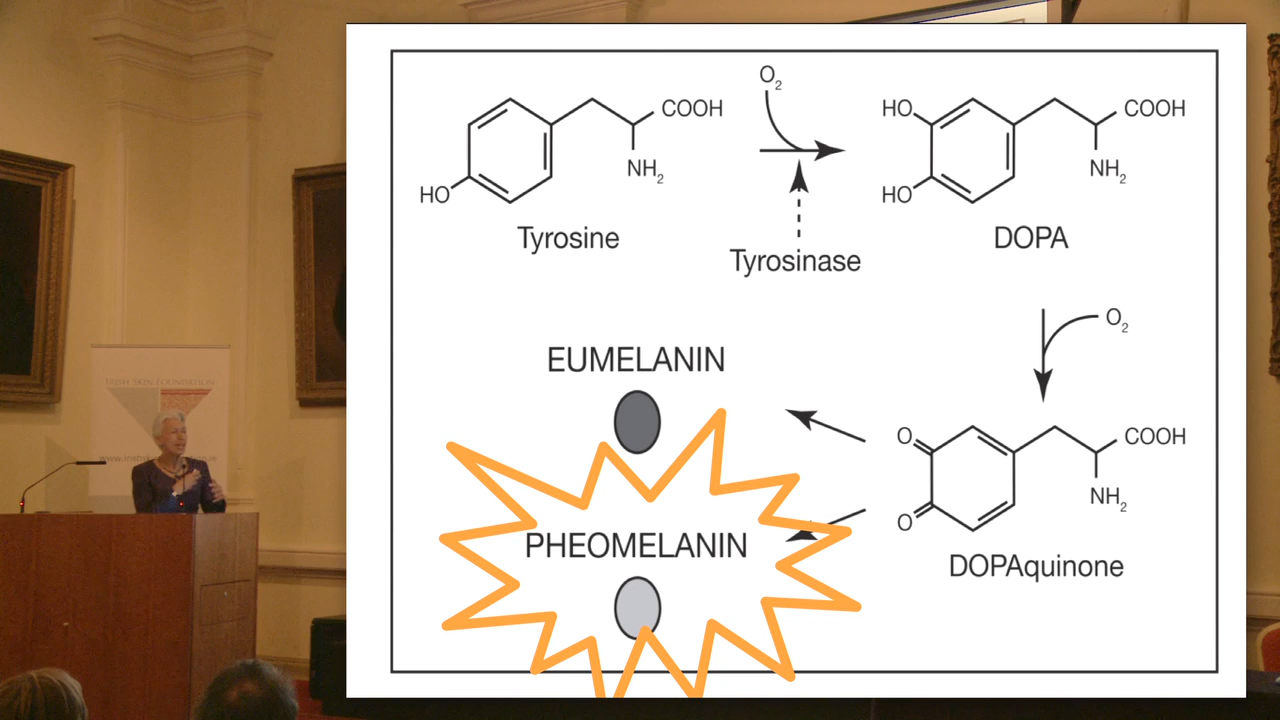 O2
COOH
NH2
HO
Tyrosine
Tyrosinase
HO
COOH
HO
NH2
DOPA
O2
EUMELANIN
PHEOMELANIN
O
COOH
O
NH2
DOPAquinone
IRISH SKIN FOUNDATION